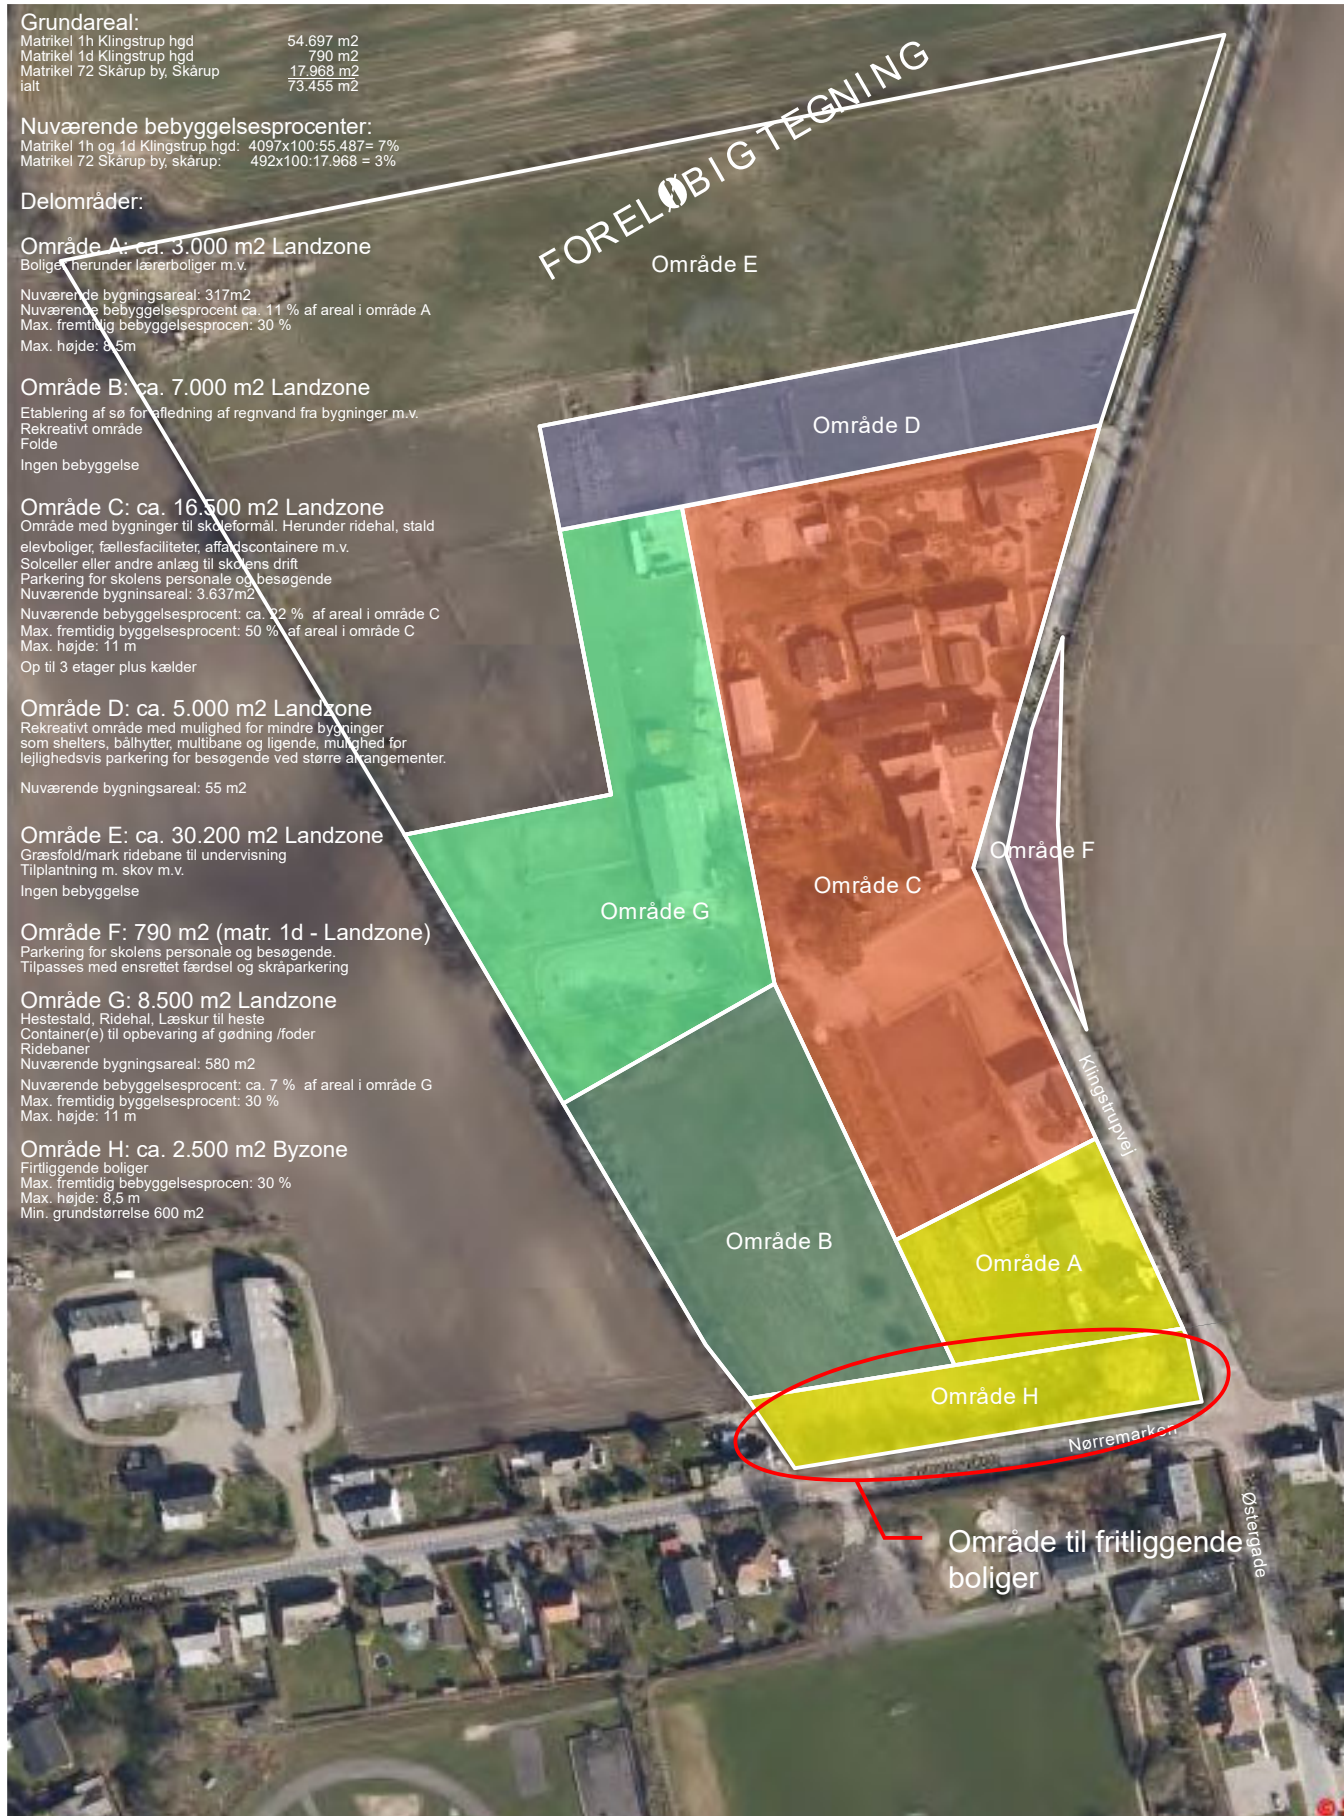 Grundareal:
Matrikel 1h Klingstrup hgd 54.697 m2
Matrikel 1d Klingstrup hgd 790 m2
Matrikel 72 Skårup by, Skårup 17.968 m2
ialt 73.455 m2
Nuværende bebyggelsesprocenter:
Matrikel 1h og 1d Klingstrup hgd: 4097x100:55.487= 7%
Matrikel 72 Skårup by, skårup: 492x100:17.968 = 3%
Delområder:
Område A: ca. 3.000 m2 Landzone
Boliger herunder lærerboliger m.v.
Nuværende bygningsareal: 317m2
Nuværende bebyggelsesprocent ca. 11 % af areal i område A
Max. fremtidig bebyggelsesprocen: 30 %
Max. højde: 8,5m
Område B: ca. 7.000 m2 Landzone
Etablering af sø for afledning af regnvand fra bygninger m.v.
Rekreativt område
Folde
Ingen bebyggelse
Område C: ca. 16.500 m2 Landzone
Område med bygninger til skoleformål. Herunder ridehal, stald
elevboliger, fællesfaciliteter, affaldscontainere m.v.
Solceller eller andre anlæg til skolens drift
Parkering for skolens personale og besøgende
Nuværende bygninsareal: 3.637m2
Nuværende bebyggelsesprocent: ca. 22 % af areal i område C
Max. fremtidig byggelsesprocent: 50 % af areal i område C
Max. højde: 11 m
Op til 3 etager plus kælder
Område D: ca. 5.000 m2 Landzone
Rekreativt område med mulighed for mindre bygninger
som shelters, bålhytter, multibane og ligende, mulighed for
lejlighedsvis parkering for besøgende ved større arrangementer.
Nuværende bygningsareal: 55 m2
Område E: ca. 30.200 m2 Landzone
Græsfold/mark ridebane til undervisning
Tilplantning m. skov m.v.
Ingen bebyggelse
Område F: 790 m2 (matr. 1d - Landzone)
Parkering for skolens personale og besøgende.
Tilpasses med ensrettet færdsel og skråparkering
Område G: 8.500 m2 Landzone
Hestestald, Ridehal, Læskur til heste
Container(e) til opbevaring af gødning /foder
Ridebaner
Nuværende bygningsareal: 580 m2
Nuværende bebyggelsesprocent: ca. 7 % af areal i område G
Max. fremtidig byggelsesprocent: 30 %
Max. højde: 11 m
Område H: ca. 2.500 m2 Byzone
Firtliggende boliger
Max. fremtidig bebyggelsesprocen: 30 %
Max. højde: 8,5 m
Min. grundstørrelse 600 m2
FORELØBIG TEGNING
Område E
Område D
Område F
Område C
Område G
Klingstrupvej
Område B
Område A
Område H
Nørremarken
Østergade
Område til fritliggende
boliger